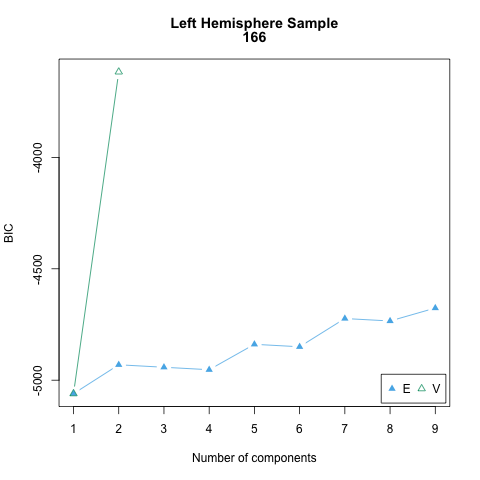 Left Hemisphere Sample
166
BIC
-4000
-4500
-5000
E V
1 2 3 4 5 6 7 8 9
Number of components